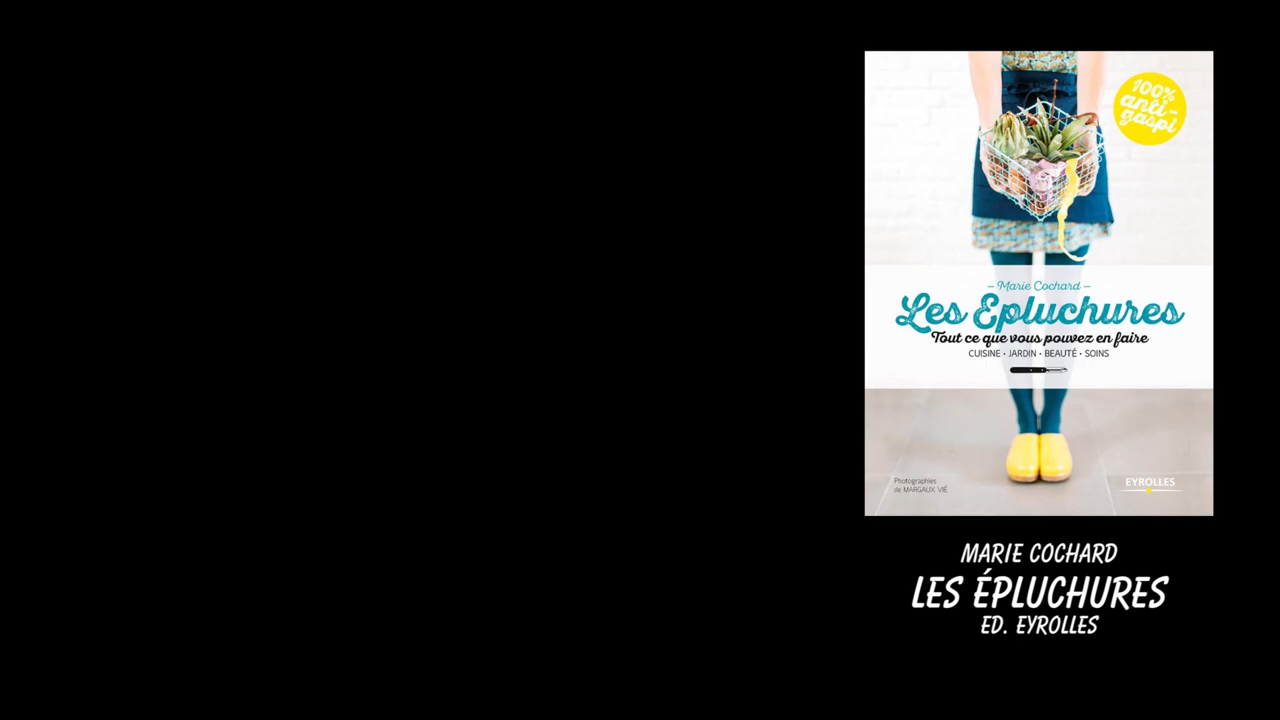 100%
anti-
gaspi
– Marie Cochard –
Les Epluchures
Tout ce que vous pouvez en faire
CUISINE • JARDIN • BEAUTÉ • SOINS
Photographies
de MARGAUX VIÉ
EYROLLES
MARIE COCHARD
LES ÉPLUCHURES
ED. EYROLLES